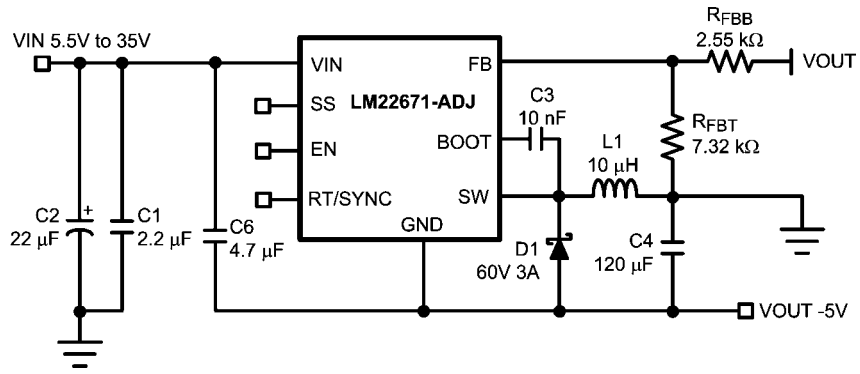 VIN 5.5V to 35V
VIN
FB
RFBB
2.55 kΩ
VOUT
SS
LM22671-ADJ
C3
10 nF
EN
BOOT
RFBT
7.32 kΩ
L1
10 μH
RT/SYNC
SW
C2
22 μF
+
C1
2.2 μF
C6
4.7 μF
GND
D1
60V 3A
C4
120 μF
VOUT -5V